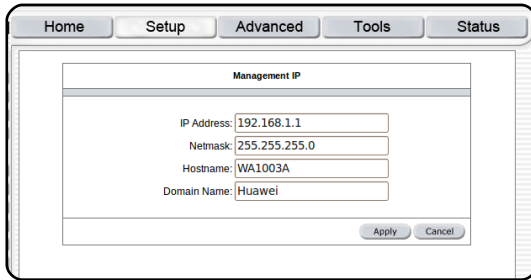 Home Setup Advanced Tools Status
Management IP
IP Address: 192.168.1.1
Netmask: 255.255.255.0
Hostname: WA1003A
Domain Name: Huawei
Apply Cancel